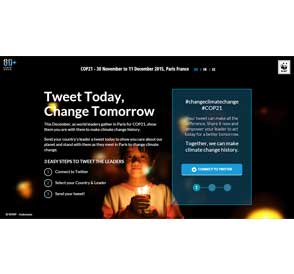 60+
COP21 - 30 November to 11 December 2015, Paris France
WWF
Tweet Today,
Change Tomorrow
This December, as world leaders gather in Paris for COP21, show
them you are with them to make climate change history.
Send your country's leader a tweet today to show you care about our
planet and stand with them as they meet in Paris to change climate
change.
3 EASY STEPS TO TWEET THE LEADERS
1 Connect to Twitter
2 Select your Country & Leader
3 Send your tweet!
#changeclimatechange
#COP21
Your tweet can make all the
difference. Share it now and
empower your leader to act
today for a better tomorrow.
Together, we can make
climate change history.
CONNECT TO TWITTER
1
2
3